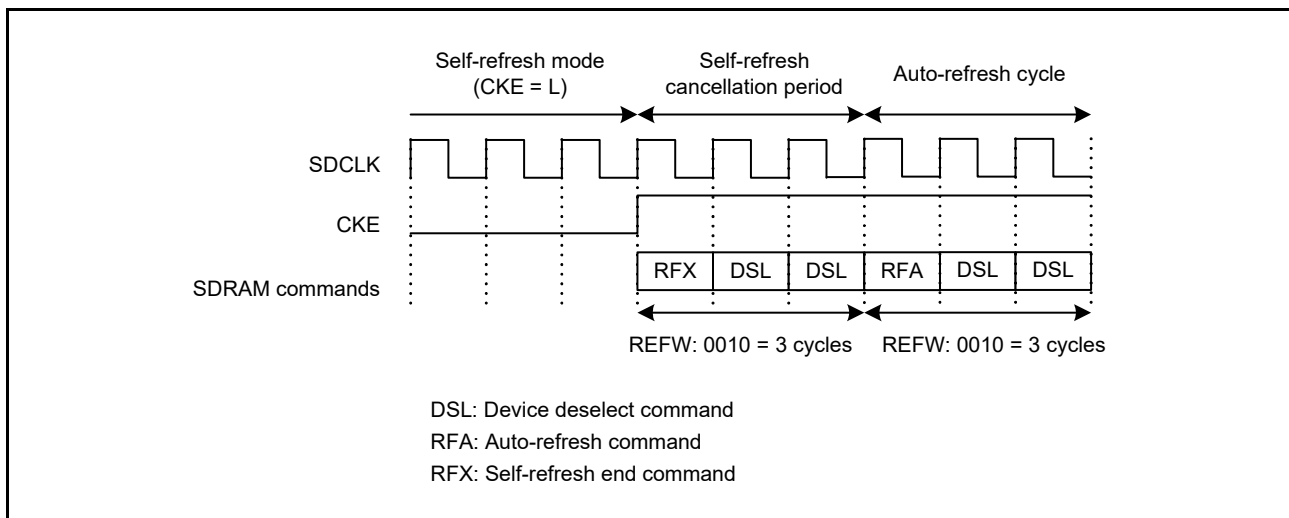 Self-refresh mode
(CKE = L)
Self-refresh
cancellation period
Auto-refresh cycle
SDCLK
CKE
SDRAM commands
RFX DSL DSL RFA DSL DSL
REFW: 0010 = 3 cycles REFW: 0010 = 3 cycles
DSL: Device deselect command
RFA: Auto-refresh command
RFX: Self-refresh end command